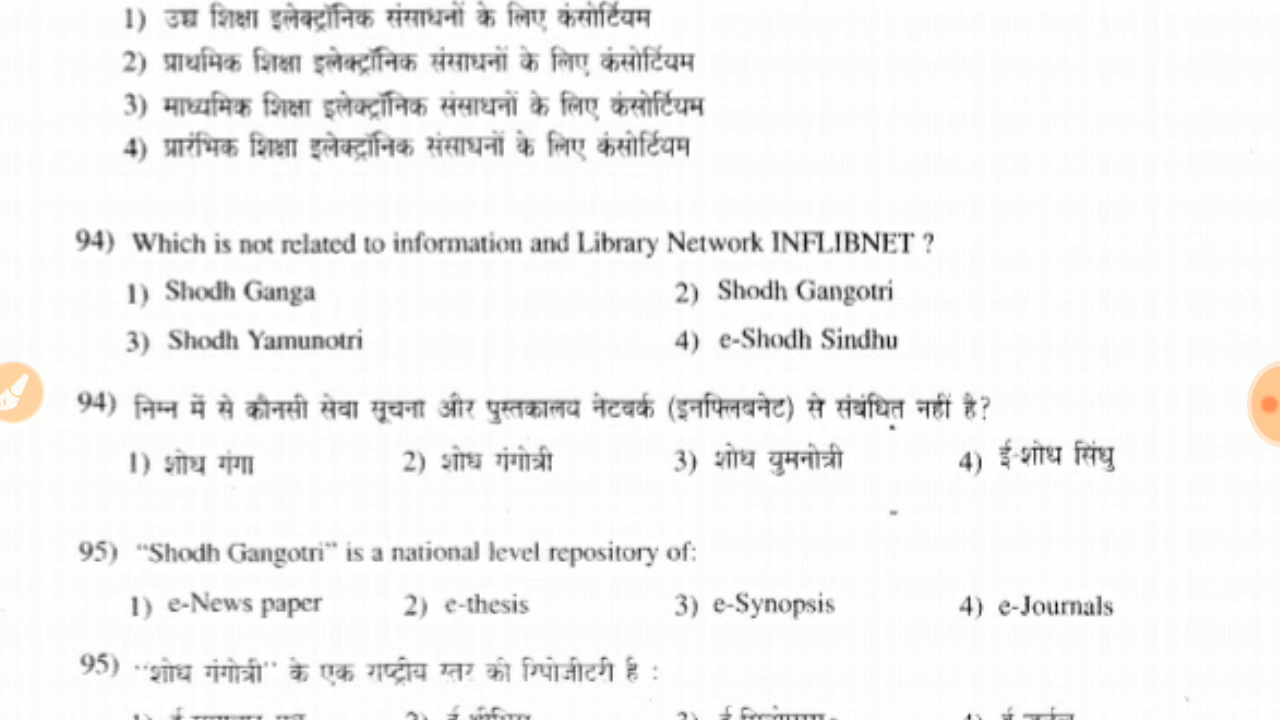 1) उच्च शिक्षा इलेक्ट्रॉनिक संसाधनों के लिए कंसोर्टियम
2) प्राथमिक शिक्षा इलेक्ट्रॉनिक संसाधनों के लिए कंसोर्टियम
3) माध्यमिक शिक्षा इलेक्ट्रॉनिक संसाधनों के लिए कंसोर्टियम
4) प्रारंभिक शिक्षा इलेक्ट्रॉनिक संसाधनों के लिए कंसोर्टियम
94) Which is not related to information and Library Network INFLIBNET ?
1) Shodh Ganga 2) Shodh Gangotri
3) Shodh Yamunotri 4) e-Shodh Sindhu
94) निम्न में से कौनसी सेवा सूचना और पुस्तकालय नेटवर्क (इनफ्लिबनेट) से संबंधित नहीं है?
1) शोध गंगा 2) शोध गंगोत्री 3) शोध युमनोत्री 4) ई-शोध सिंधु
95) “Shodh Gangotri” is a national level repository of:
1) e-News paper 2) e-thesis 3) e-Synopsis 4) e-Journals
95) “शोध गंगोत्री” के एक राष्ट्रीय स्तर की रिपोजीटरी है :